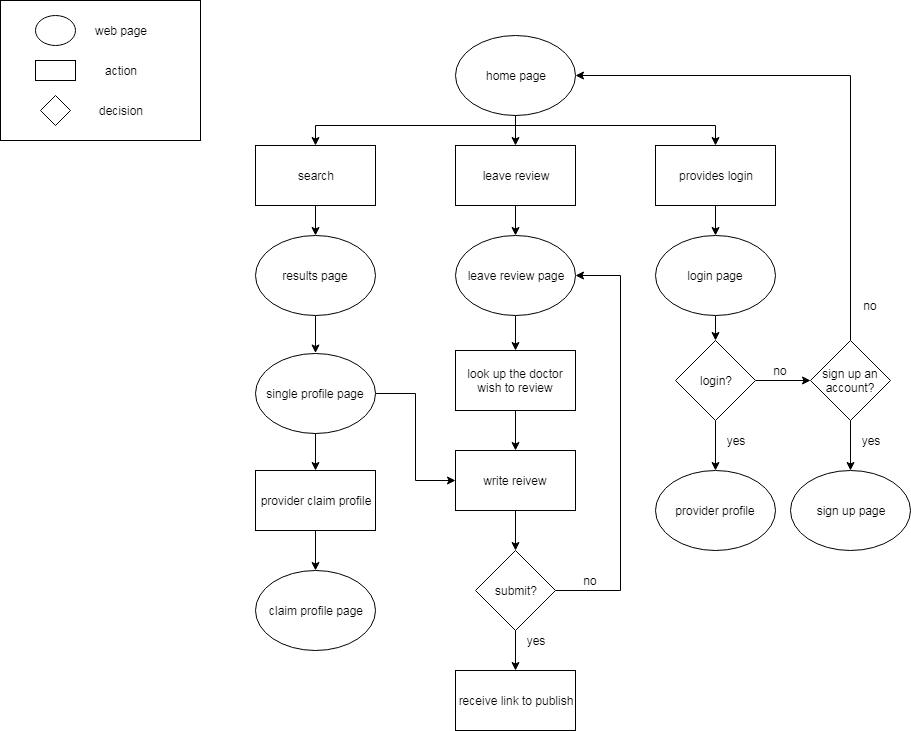 web page
action
decision
home page
search
leave review
provides login
results page
leave review page
login page
no
look up the doctor
wish to review
login?
no
sign up an
account?
single profile page
yes
yes
provider claim profile
write reivew
provider profile
sign up page
no
submit?
claim profile page
yes
receive link to publish